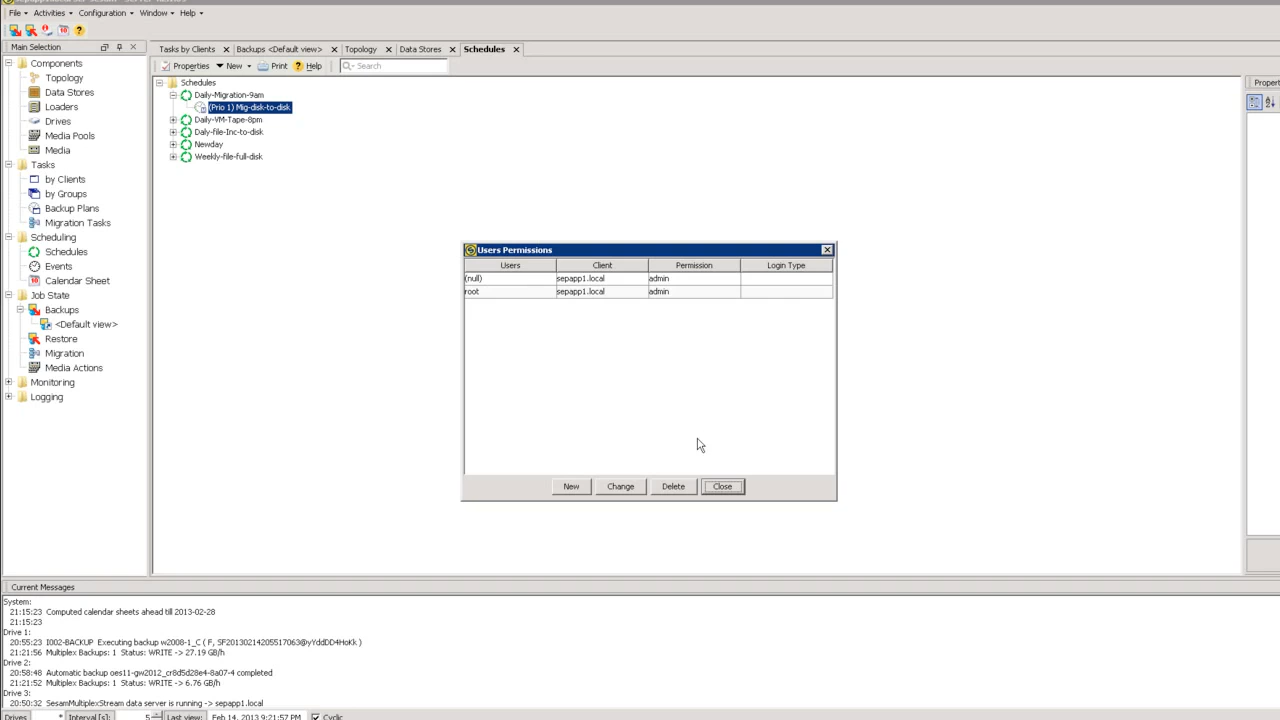 File Activities Configuration Window Help
Main Selection
Tasks by Clients Backups <Default view> Topology Data Stores Schedules
Properties New Print Help Search
Components
Topology
Data Stores
Loaders
Drives
Media Pools
Media
Tasks
by Clients
by Groups
Backup Plans
Migration Tasks
Scheduling
Schedules
Events
Calendar Sheet
Job State
Backups
<Default view>
Restore
Migration
Media Actions
Monitoring
Logging
Schedules
Daily-Migration-9am
(Prio 1) Mig-disk-to-disk
Daily-VM-Tape-8pm
Daly-file-Inc-to-disk
Newday
Weekly-file-full-disk
Users Permissions
Users Client Permission Login Type
(null) sepapp1.local admin
root sepapp1.local admin
New Change Delete Close
Current Messages
System:
21:15:23 Computed calendar sheets ahead till 2013-02-28
21:15:23
Drive 1:
20:55:23 I002-BACKUP Executing backup w2008-1_C ( F, SF20130214205517063@yYddDD4HoKk )
21:21:56 Multiplex Backups: 1 Status: WRITE -> 27.19 GB/h
Drive 2:
20:58:48 Automatic backup oes11-gw2012_cr8d5d28e4-8a07-4 completed
21:21:52 Multiplex Backups: 1 Status: WRITE -> 6.76 GB/h
Drive 3:
20:50:32 SesamMultiplexStream data server is running -> sepapp1.local
Drives * Interval[s]: 5 Last view: Feb 14, 2013 9:21:57 PM Cyclic